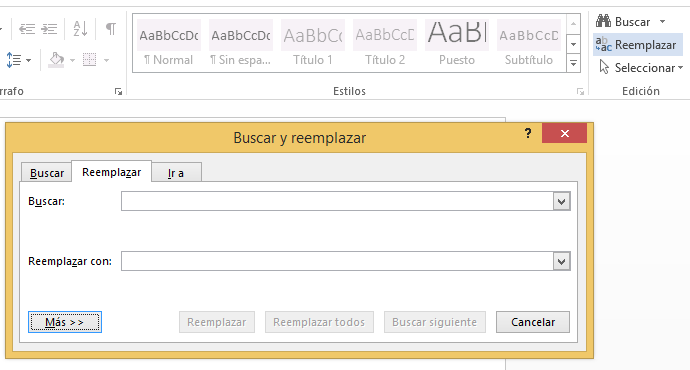 AaBbCcDc AaBbCcDc AaBbCc AaBbCcD AaB AaBbCcD
¶ Normal ¶ Sin espa... Título 1 Título 2 Puesto Subtítulo
Buscar
Reemplazar
Seleccionar
rrafo Estilos Edición
Buscar y reemplazar ?
Buscar Reemplazar Ir a
Buscar:
Reemplazar con:
Más >> Reemplazar Reemplazar todos Buscar siguiente Cancelar